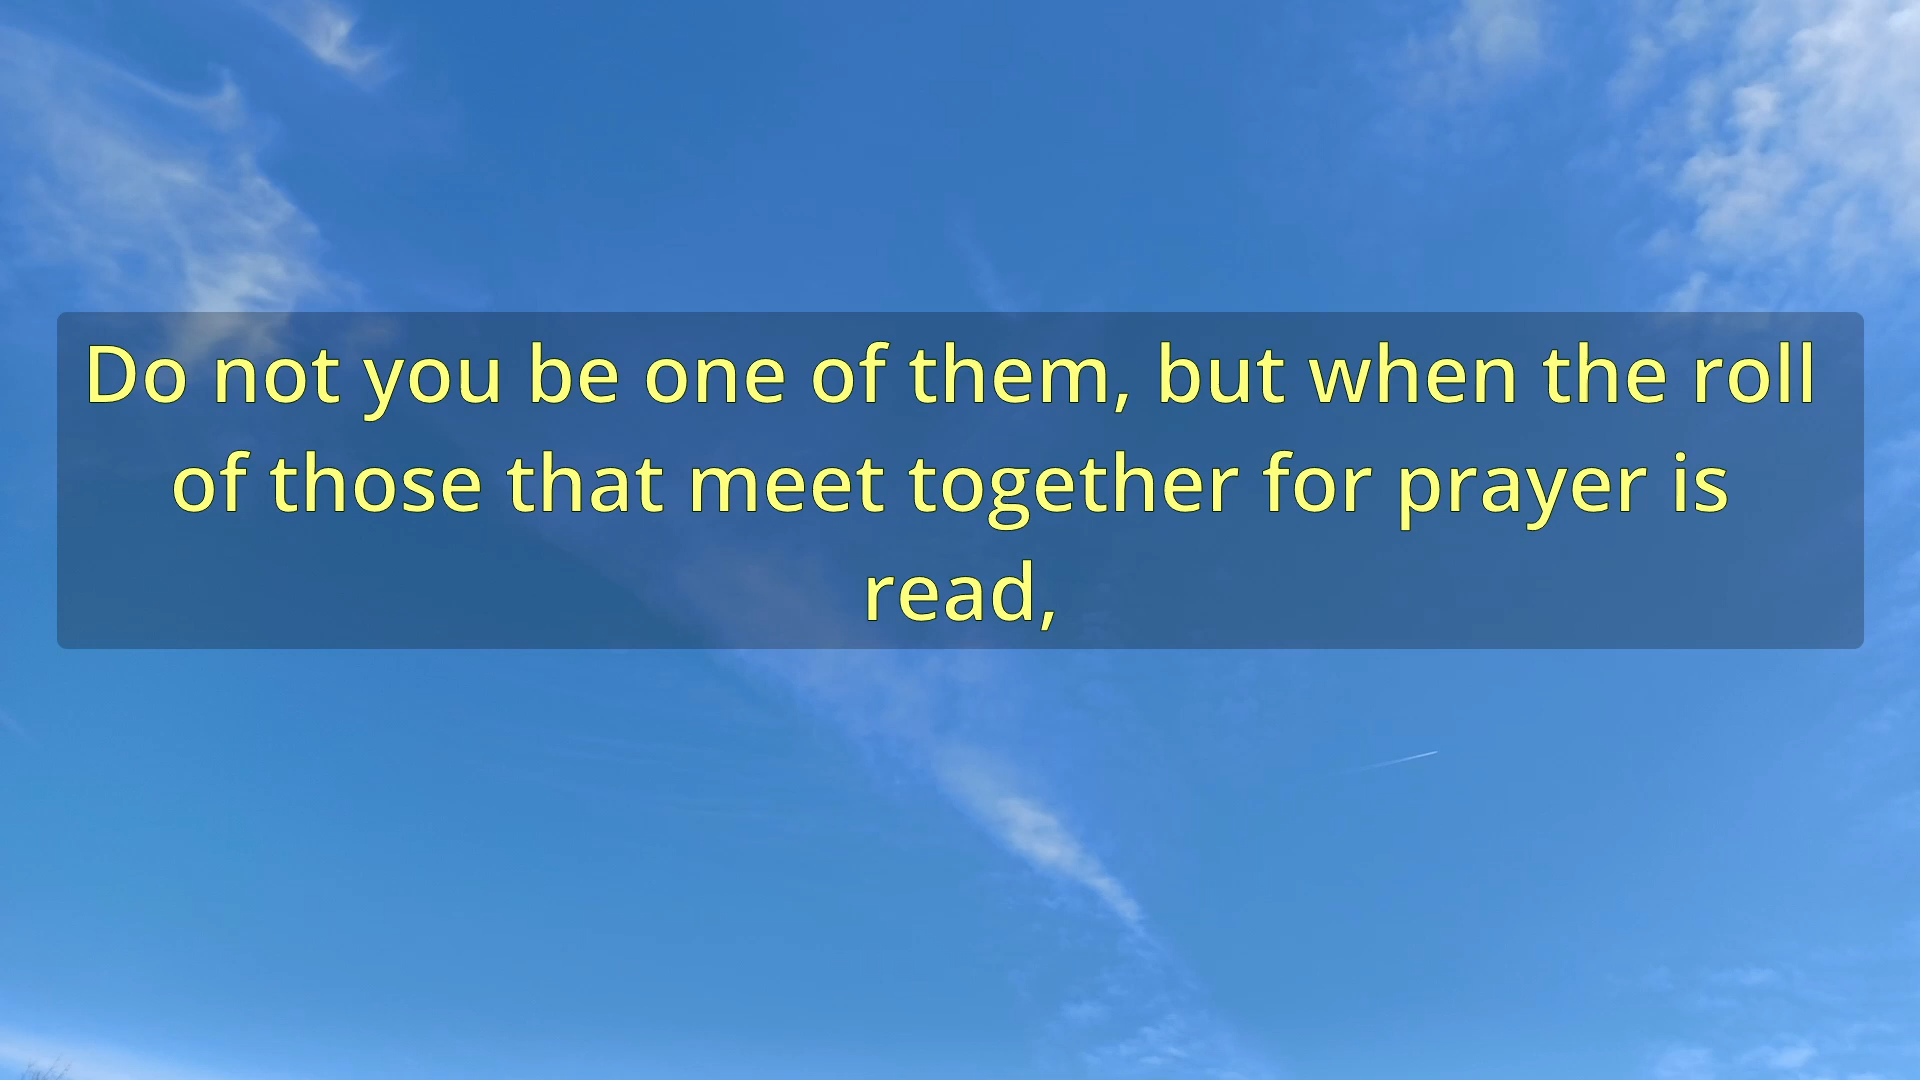 Do not you be one of them, but when the roll
of those that meet together for prayer is
read,